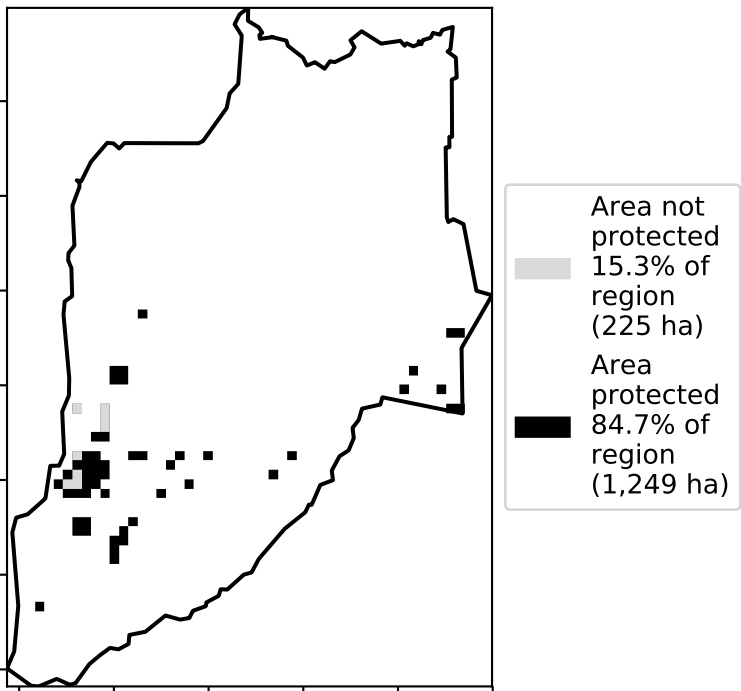 Area not
protected
15.3% of
region
(225 ha)
Area
protected
84.7% of
region
(1,249 ha)